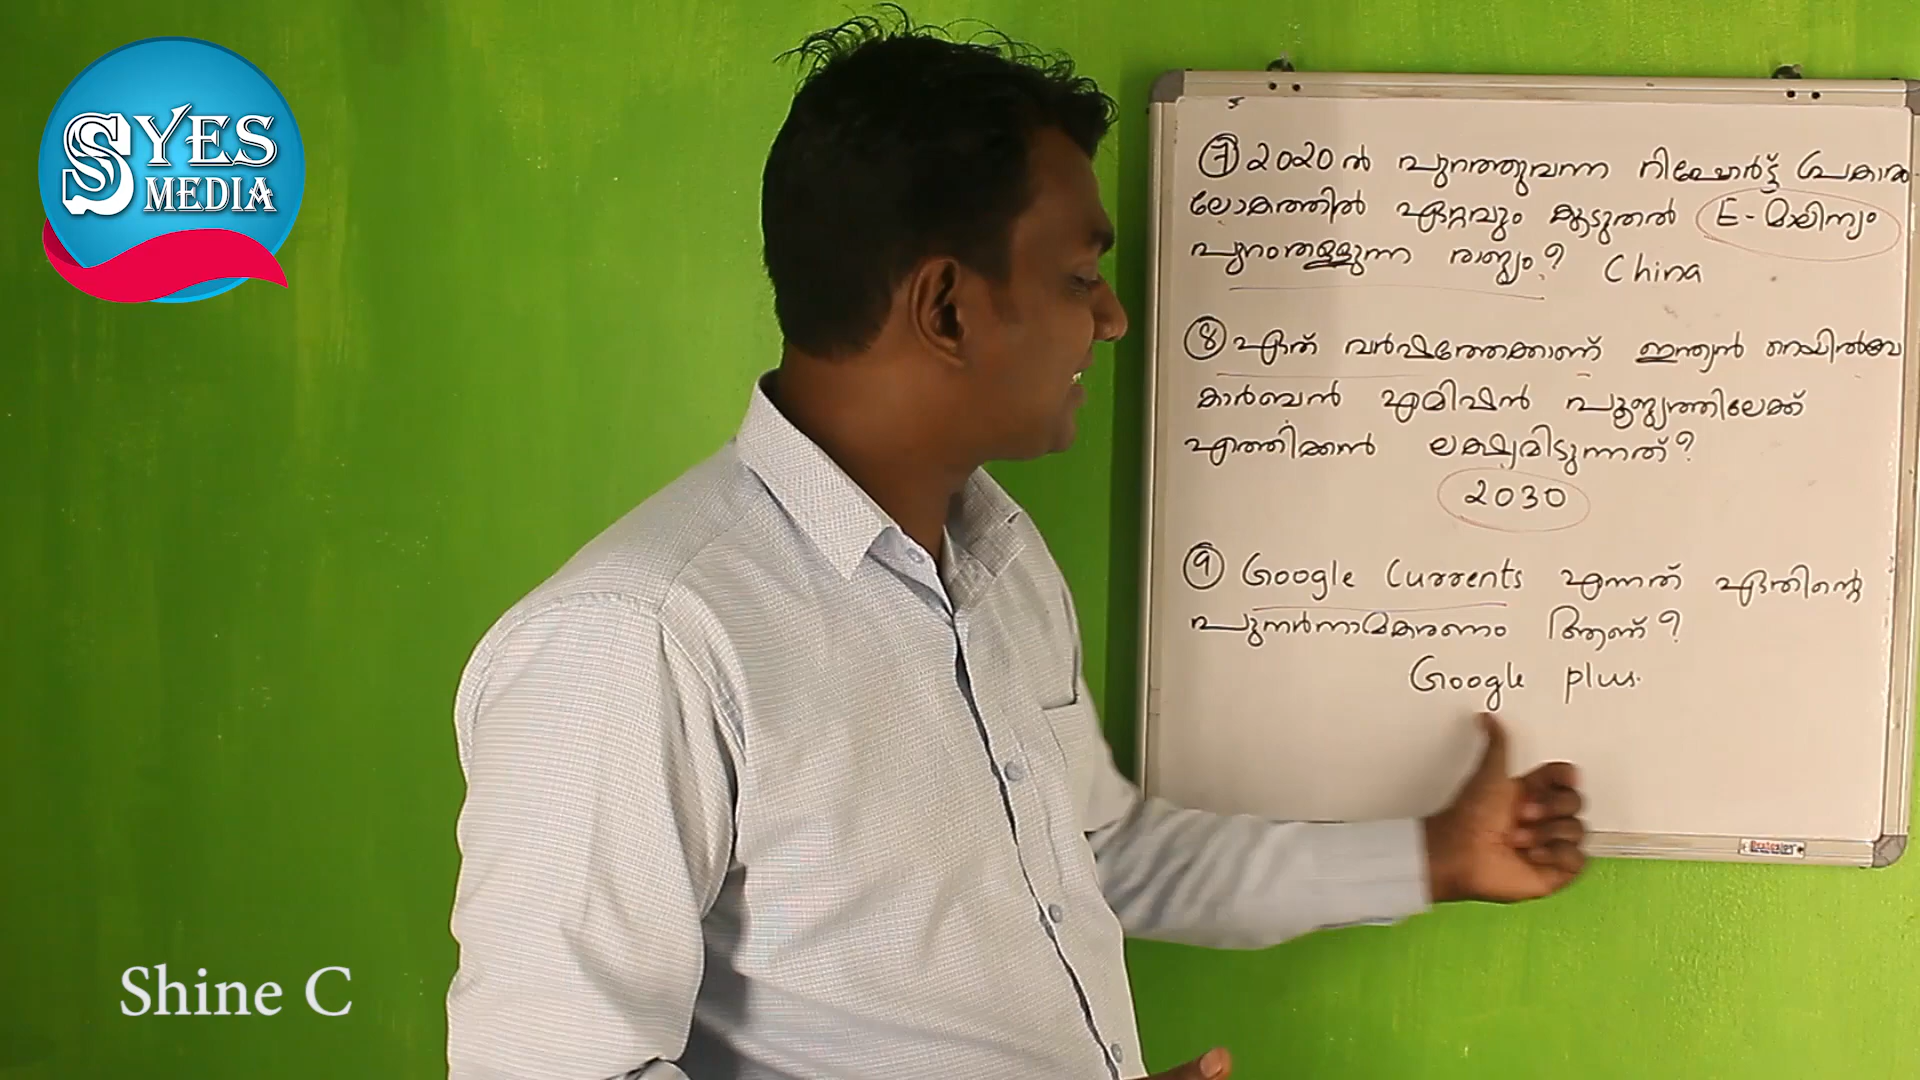 SYES
MEDIA
⑦ 2020ൽ പുറത്തുവന്ന റിപ്പോർട്ട് പ്രകാരം
ലോകത്തിൽ ഏറ്റവും കൂടുതൽ E-മാലിന്യം
പുറംതള്ളുന്ന രാജ്യം? China
⑧ ഏത് വർഷത്തേക്കാണ് ഇന്ത്യൻ റെയിൽവേ
കാർബൻ എമിഷൻ പൂജ്യത്തിലേക്ക്
എത്തിക്കൻ ലക്ഷ്യമിടുന്നത്?
2030
⑨ Google Currents എന്നത് ഏതിന്റെ
പുനർനാമകരണം ആണ്?
Google plus.
Shine C